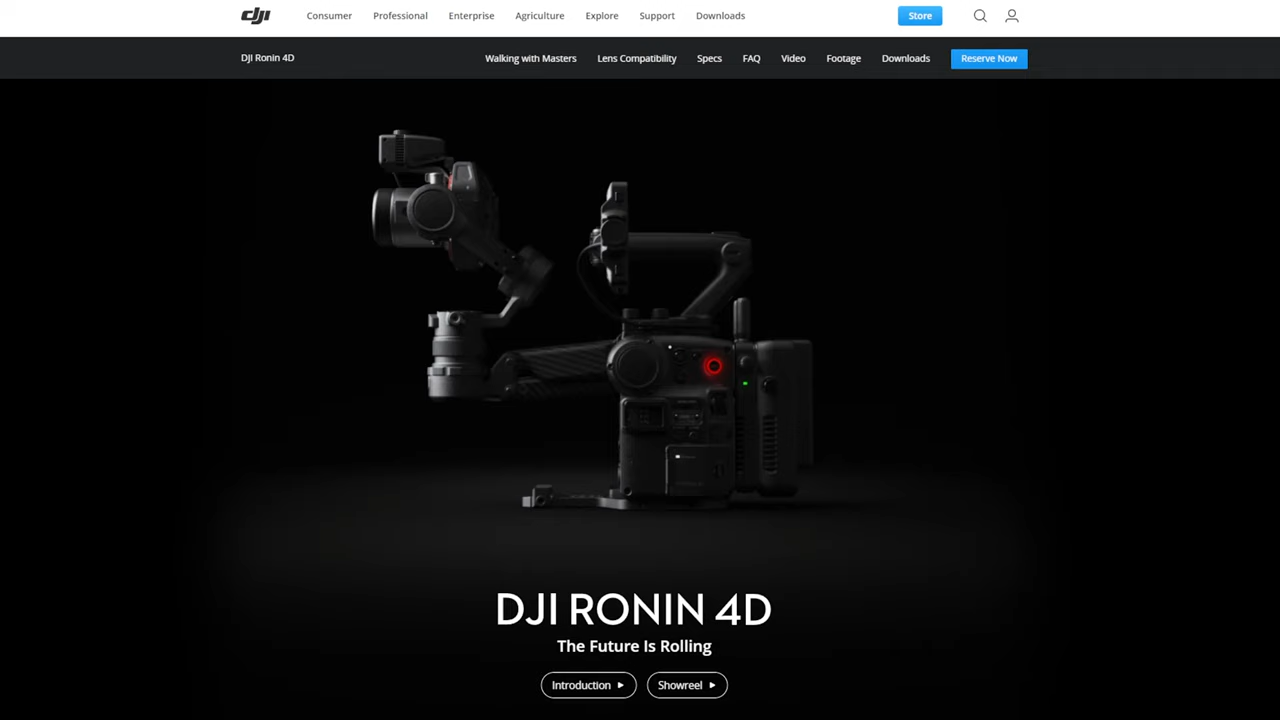 dji
Consumer Professional Enterprise Agriculture Explore Support Downloads Store
DJI Ronin 4D Walking with Masters Lens Compatibility Specs FAQ Video Footage Downloads Reserve Now
DJI RONIN 4D
The Future Is Rolling
Introduction Showreel